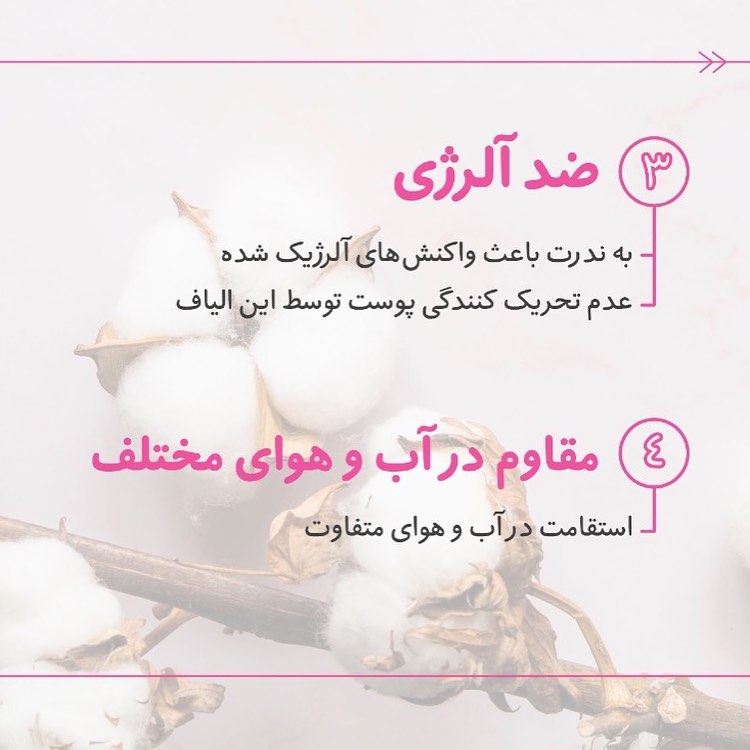 ۳
ضد آلرژی
به ندرت باعث واکنش‌های آلرژیک شده
عدم تحریک کنندگی پوست توسط این الیاف
٤
مقاوم در آب و هوای مختلف
استقامت در آب و هوای متفاوت